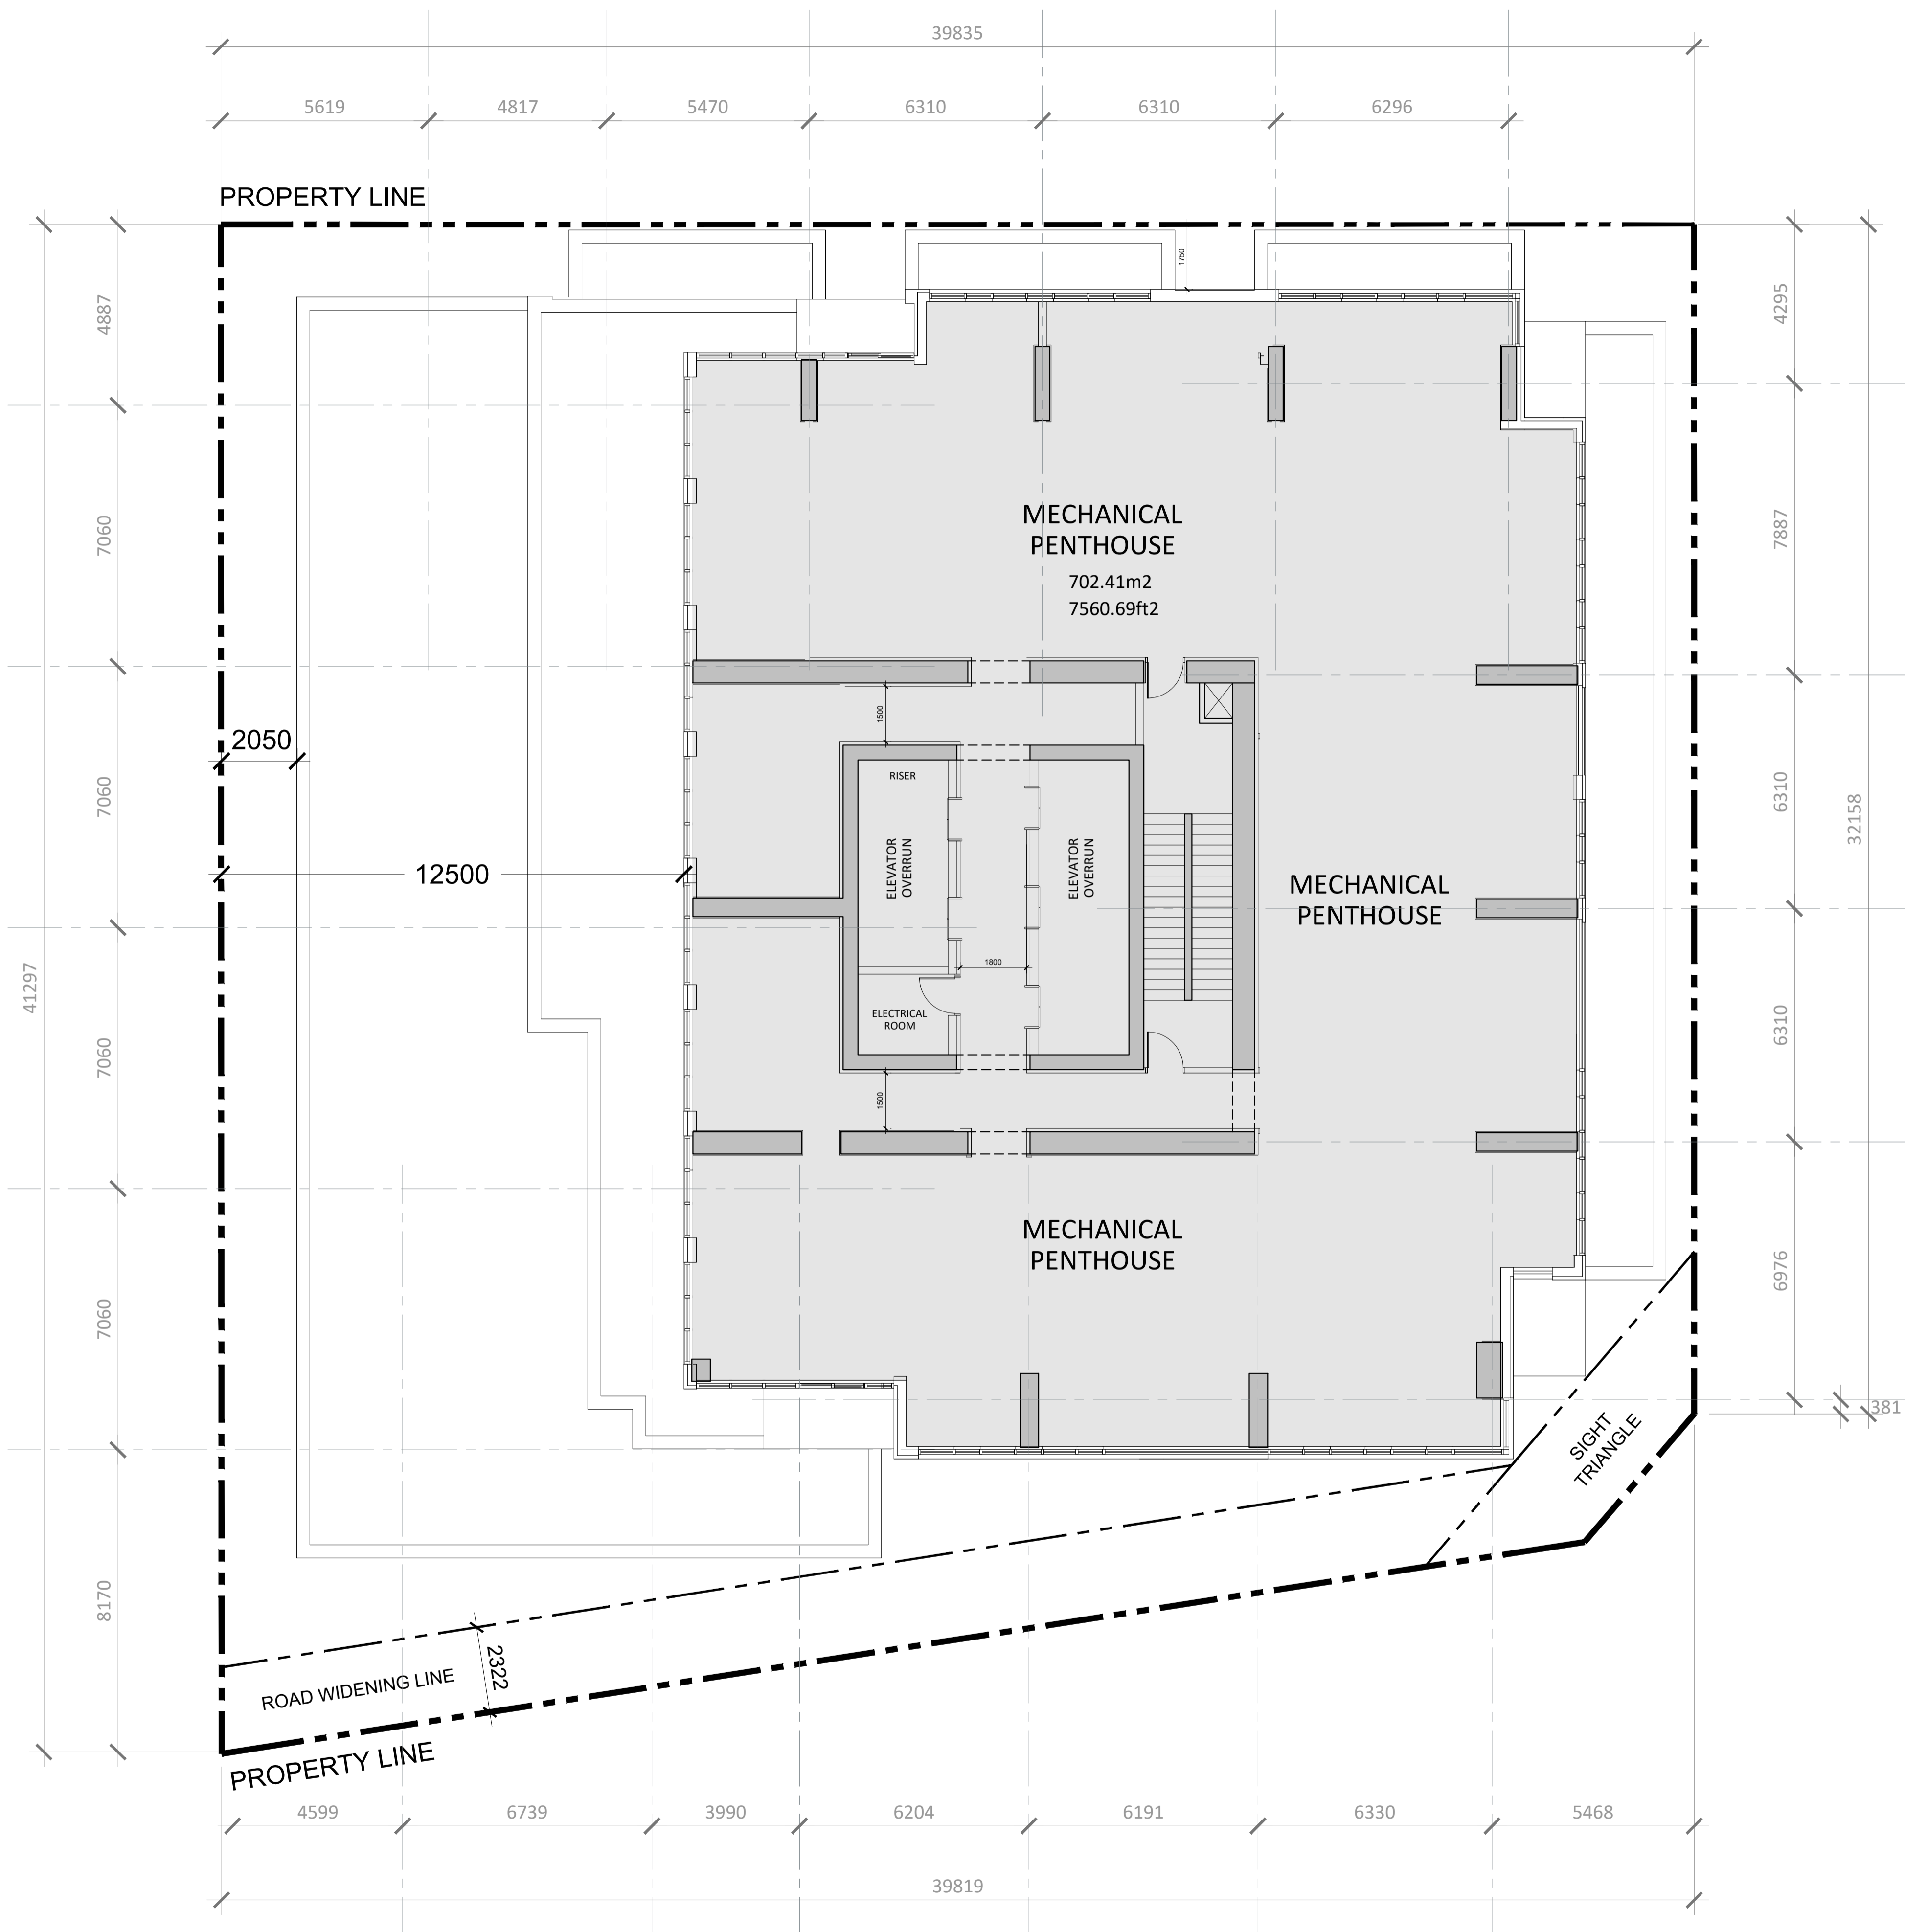 39835
5619
4817
5470
6310
6310
6296
PROPERTY LINE
1750
4887
4295
7060
7887
MECHANICAL
PENTHOUSE
702.41m2
7560.69ft2
1500
2050
RISER
7060
6310
32158
ELEVATOR
OVERRUN
ELEVATOR
OVERRUN
12500
MECHANICAL
PENTHOUSE
1800
41297
ELECTRICAL
ROOM
7060
6310
1500
MECHANICAL
PENTHOUSE
7060
6976
381
SIGHT
TRIANGLE
8170
2322
ROAD WIDENING LINE
PROPERTY LINE
4599
6739
3990
6204
6191
6330
5468
39819